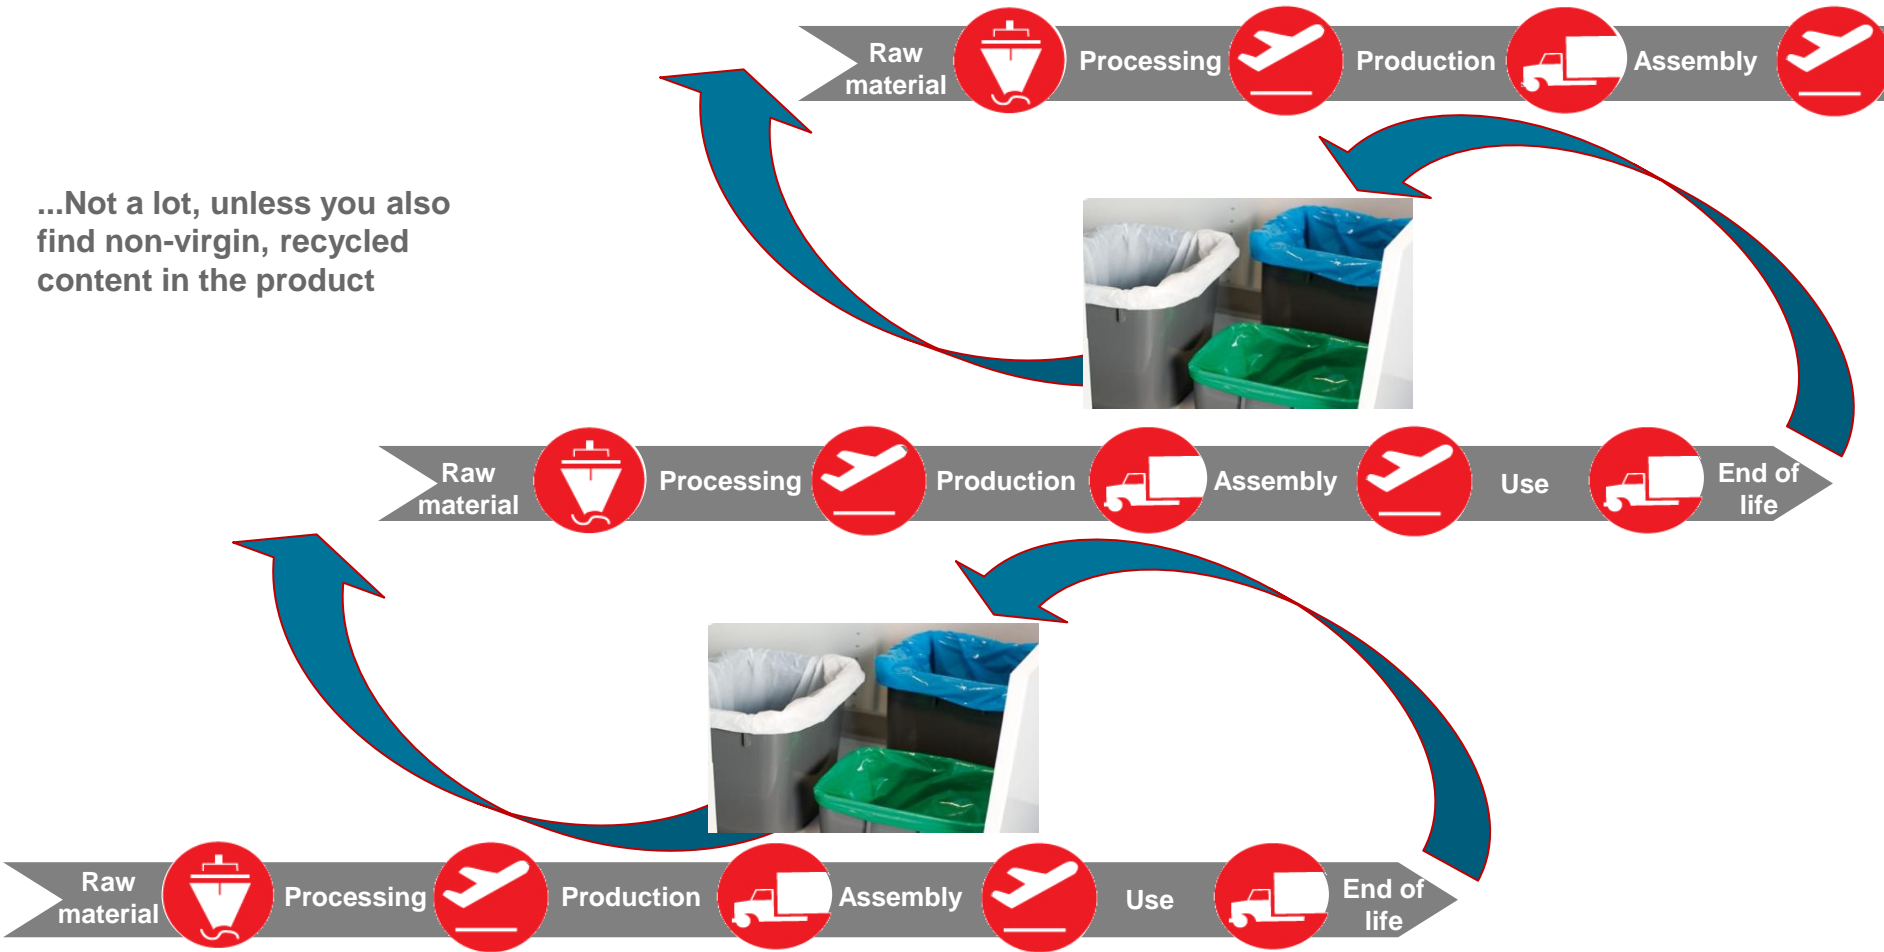 Raw
material
Processing
Production
Assembly
...Not a lot, unless you also
find non-virgin, recycled
content in the product
Raw
material
Processing
Production
Assembly
Use
End of
life
Raw
material
Processing
Production
Assembly
Use
End of
life